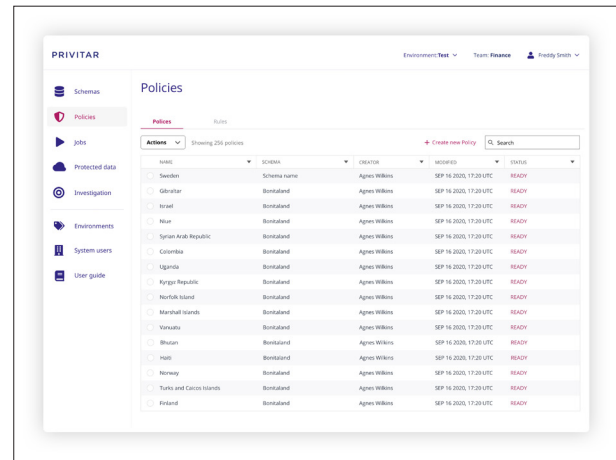 PRIVITAR
Environment:Test Team: Finance Freddy Smith
Schemas
Policies
Jobs
Protected data
Investigation
Environments
System users
User guide
Policies
Polices Rules
Actions Showing 256 policies + Create new Policy Search
NAME SCHEMA CREATOR MODIFIED STATUS
Sweden Schema name Agnes Wilkins SEP 16 2020, 17:20 UTC READY
Gibraltar Bonitaland Agnes Wilkins SEP 16 2020, 17:20 UTC READY
Israel Bonitaland Agnes Wilkins SEP 16 2020, 17:20 UTC READY
Niue Bonitaland Agnes Wilkins SEP 16 2020, 17:20 UTC READY
Syrian Arab Republic Bonitaland Agnes Wilkins SEP 16 2020, 17:20 UTC READY
Colombia Bonitaland Agnes Wilkins SEP 16 2020, 17:20 UTC READY
Uganda Bonitaland Agnes Wilkins SEP 16 2020, 17:20 UTC READY
Kyrgyz Republic Bonitaland Agnes Wilkins SEP 16 2020, 17:20 UTC READY
Norfolk Island Bonitaland Agnes Wilkins SEP 16 2020, 17:20 UTC READY
Marshall Islands Bonitaland Agnes Wilkins SEP 16 2020, 17:20 UTC READY
Vanuatu Bonitaland Agnes Wilkins SEP 16 2020, 17:20 UTC READY
Bhutan Bonitaland Agnes Wilkins SEP 16 2020, 17:20 UTC READY
Haiti Bonitaland Agnes Wilkins SEP 16 2020, 17:20 UTC READY
Norway Bonitaland Agnes Wilkins SEP 16 2020, 17:20 UTC READY
Turks and Caicos Islands Bonitaland Agnes Wilkins SEP 16 2020, 17:20 UTC READY
Finland Bonitaland Agnes Wilkins SEP 16 2020, 17:20 UTC READY